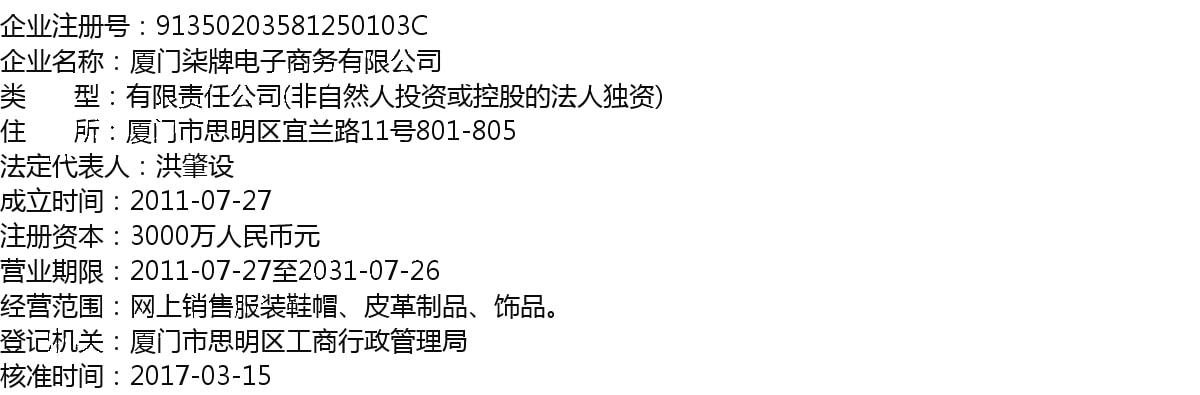 企业注册号：91350203581250103C
企业名称：厦门柒牌电子商务有限公司
类　　型：有限责任公司(非自然人投资或控股的法人独资)
住　　所：厦门市思明区宜兰路11号801-805
法定代表人：洪肇设
成立时间：2011-07-27
注册资本：3000万人民币元
营业期限：2011-07-27至2031-07-26
经营范围：网上销售服装鞋帽、皮革制品、饰品。
登记机关：厦门市思明区工商行政管理局
核准时间：2017-03-15